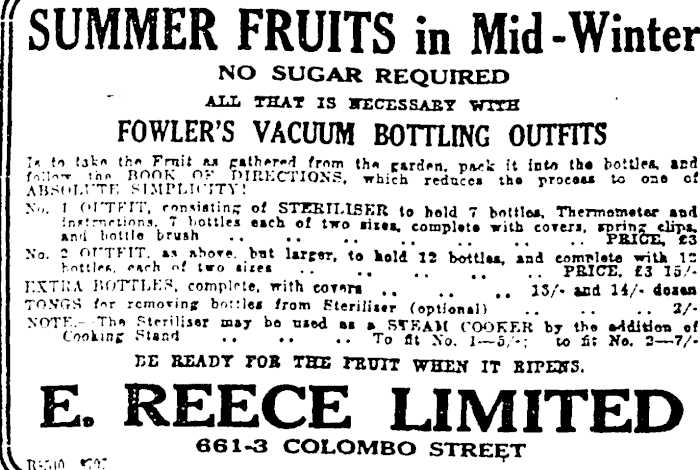 SUMMER FRUITS in Mid-Winter
NO SUGAR REQUIRED
ALL THAT IS NECESSARY WITH
FOWLER'S VACUUM BOTTLING OUTFITS
Is to take the Fruit as gathered from the garden, pack it into the bottles, and
follow the BOOK OF DIRECTIONS, which reduces the process to one of
ABSOLUTE SIMPLICITY!
No. 1 OUTFIT, consisting of STERILISER to hold 7 bottles, Thermometer and
instructions, 7 bottles each of two sizes, complete with covers, spring clips,
and bottle brush .. .. .. .. .. .. .. .. PRICE, £3
No. 2 OUTFIT, as above, but larger, to hold 12 bottles, and complete with 12
bottles, each of two sizes .. .. .. .. .. PRICE, £3 15/-
EXTRA BOTTLES, complete, with covers .. .. .. 13/- and 14/- dozen
TONGS for removing bottles from Steriliser (optional) .. .. .. 2/-
NOTE.—The Steriliser may be used as a STEAM COOKER by the addition of
Cooking Stand .. .. .. To fit No. 1—5/-; to fit No. 2—7/-
BE READY FOR THE FRUIT WHEN IT RIPENS.
E. REECE LIMITED
661-3 COLOMBO STREET